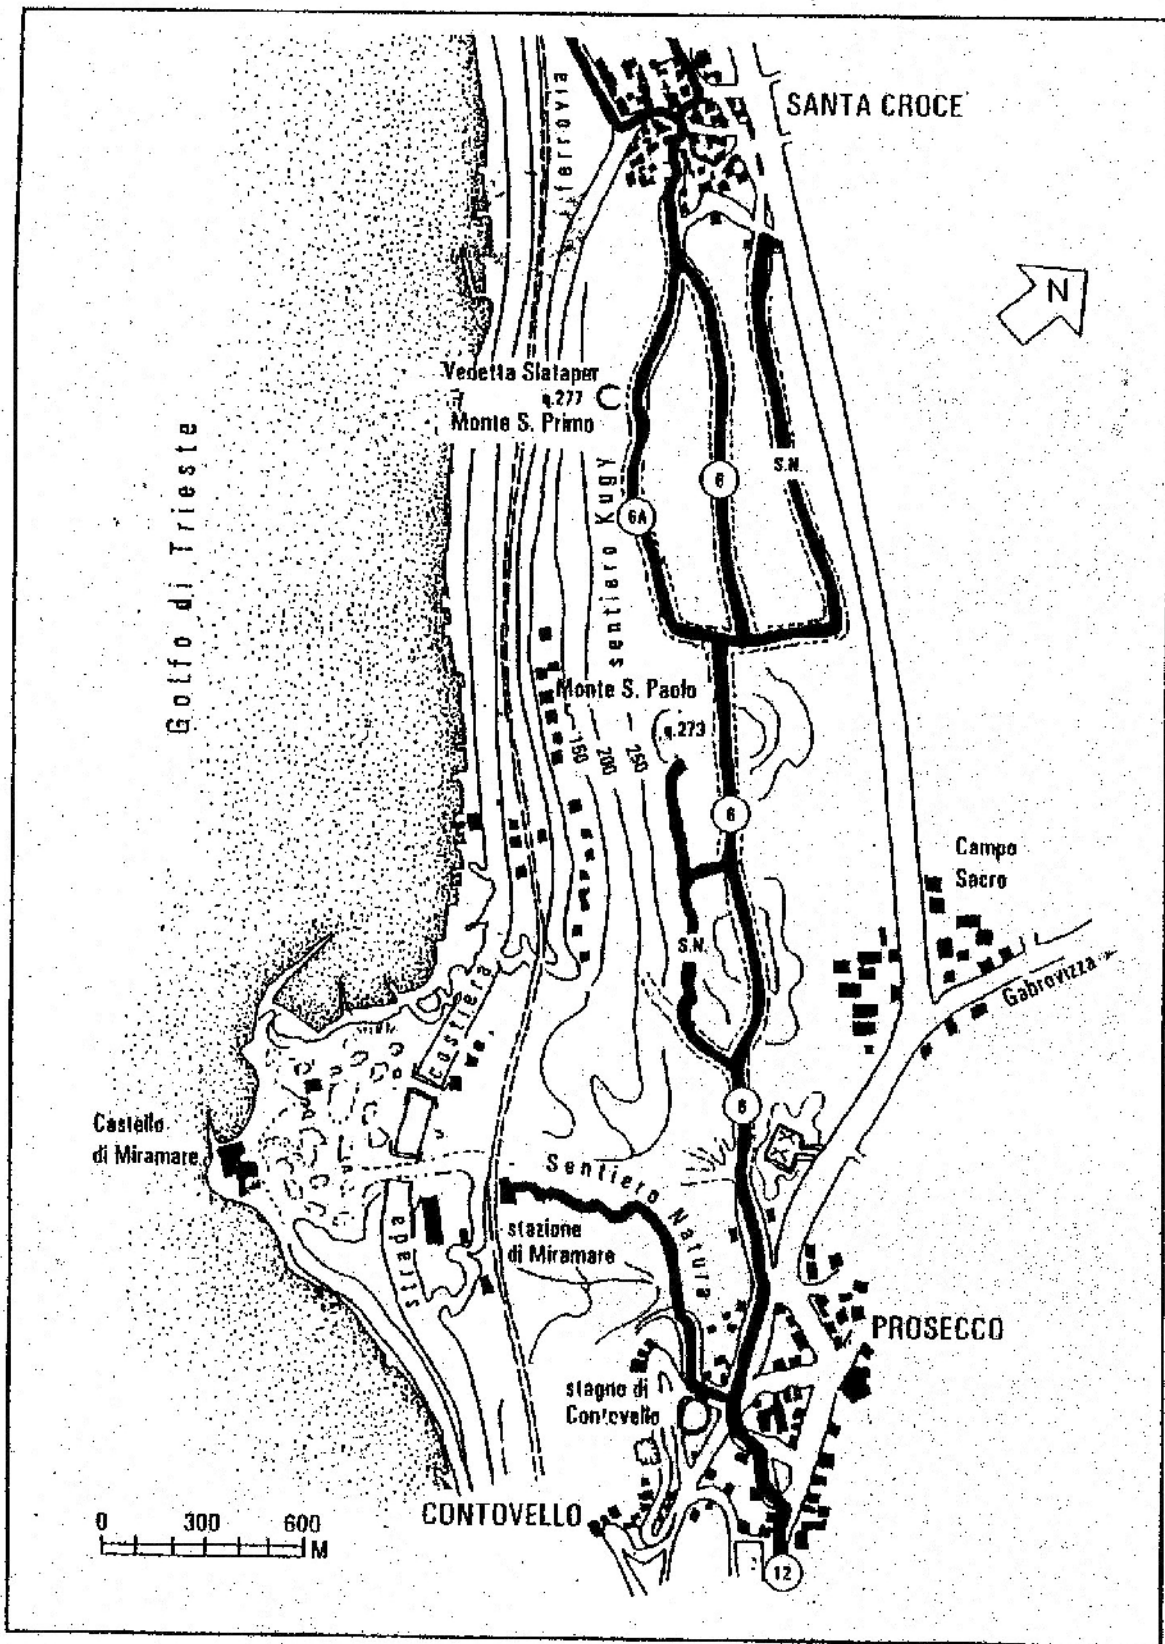 SANTA CROCE
ferrovia
N
Vedetta Slataper
q.277
Monte S. Primo
Golfo di Trieste
sentiero Kugy
S.N.
6
6A
Monte S. Paolo
q.273
150
200
250
6
Campo
Sacro
S.N.
Gabrovizza
costiera
6
Castello
di Miramare
Sentiero Natura
stazione
di Miramare
strada
PROSECCO
stagno di
Contovello
CONTOVELLO
0 300 600
M
12